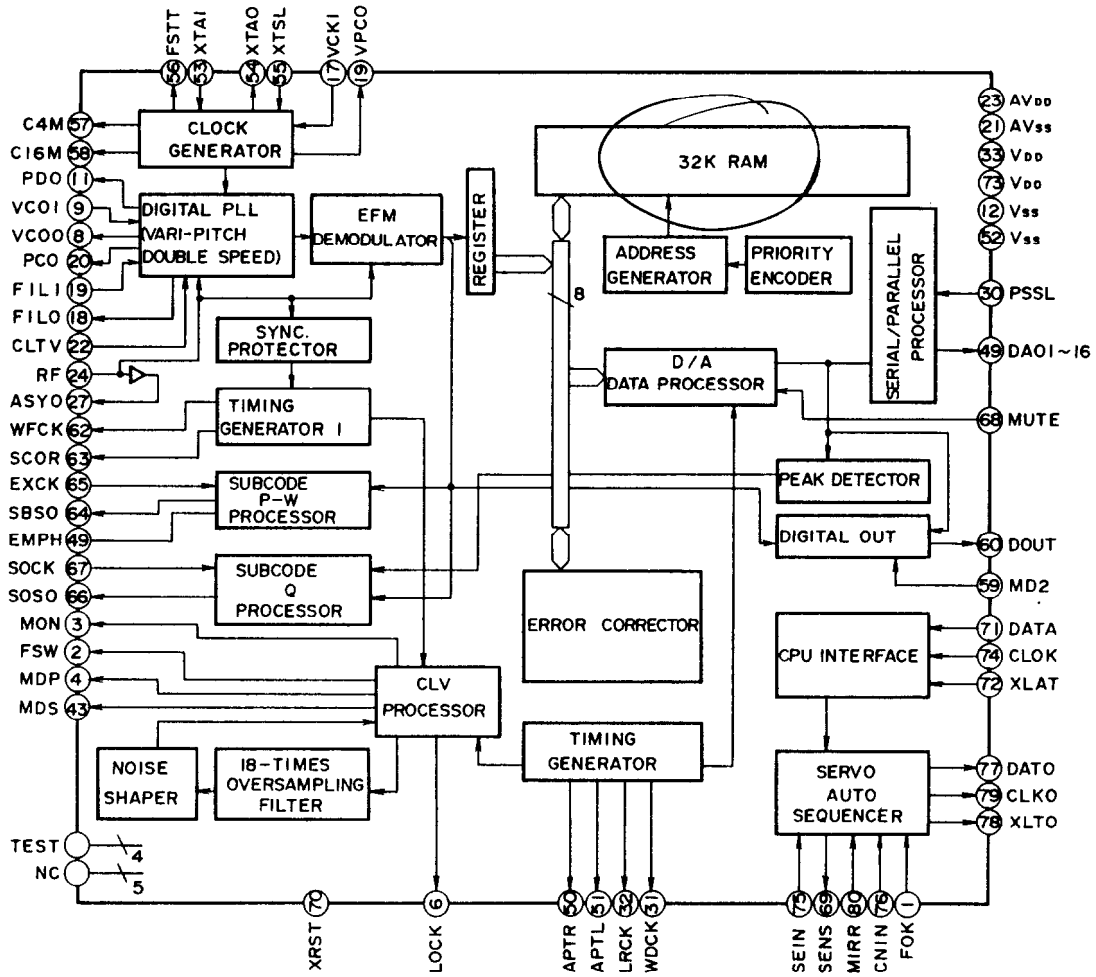 FSTT
XTAI
XTAO
XTSL
VCKI
VPCO
56
53
54
55
17
19
C4M 57
C16M 58
PDO 11
VCOI 9
VCOO 8
PCO 20
FILI 19
FILO 18
CLTV 22
RF 24
ASYO 27
WFCK 62
SCOR 63
EXCK 65
SBSO 64
EMPH 49
SOCK 67
SOSO 66
MON 3
FSW 2
MDP 4
MDS 43
TEST
4
NC
5
CLOCK
GENERATOR
DIGITAL PLL
(VARI-PITCH
DOUBLE SPEED)
EFM
DEMODULATOR
REGISTER
SYNC.
PROTECTOR
TIMING
GENERATOR 1
SUBCODE
P-W
PROCESSOR
SUBCODE
Q
PROCESSOR
CLV
PROCESSOR
NOISE
SHAPER
18-TIMES
OVERSAMPLING
FILTER
32K RAM
ADDRESS
GENERATOR
PRIORITY
ENCODER
8
D/A
DATA PROCESSOR
SERIAL/PARALLEL
PROCESSOR
PEAK DETECTOR
DIGITAL OUT
ERROR CORRECTOR
CPU INTERFACE
TIMING
GENERATOR
SERVO
AUTO
SEQUENCER
23 AVDD
21 AVSS
33 VDD
73 VDD
12 VSS
52 VSS
30 PSSL
49 DA01~16
68 MUTE
60 DOUT
59 MD2
71 DATA
74 CLOK
72 XLAT
77 DATO
79 CLKO
78 XLTO
70
6
50
51
32
31
75
69
80
76
1
XRST
LOCK
APTR
APTL
LRCK
WDCK
SEIN
SENS
MIRR
CNIN
FOK